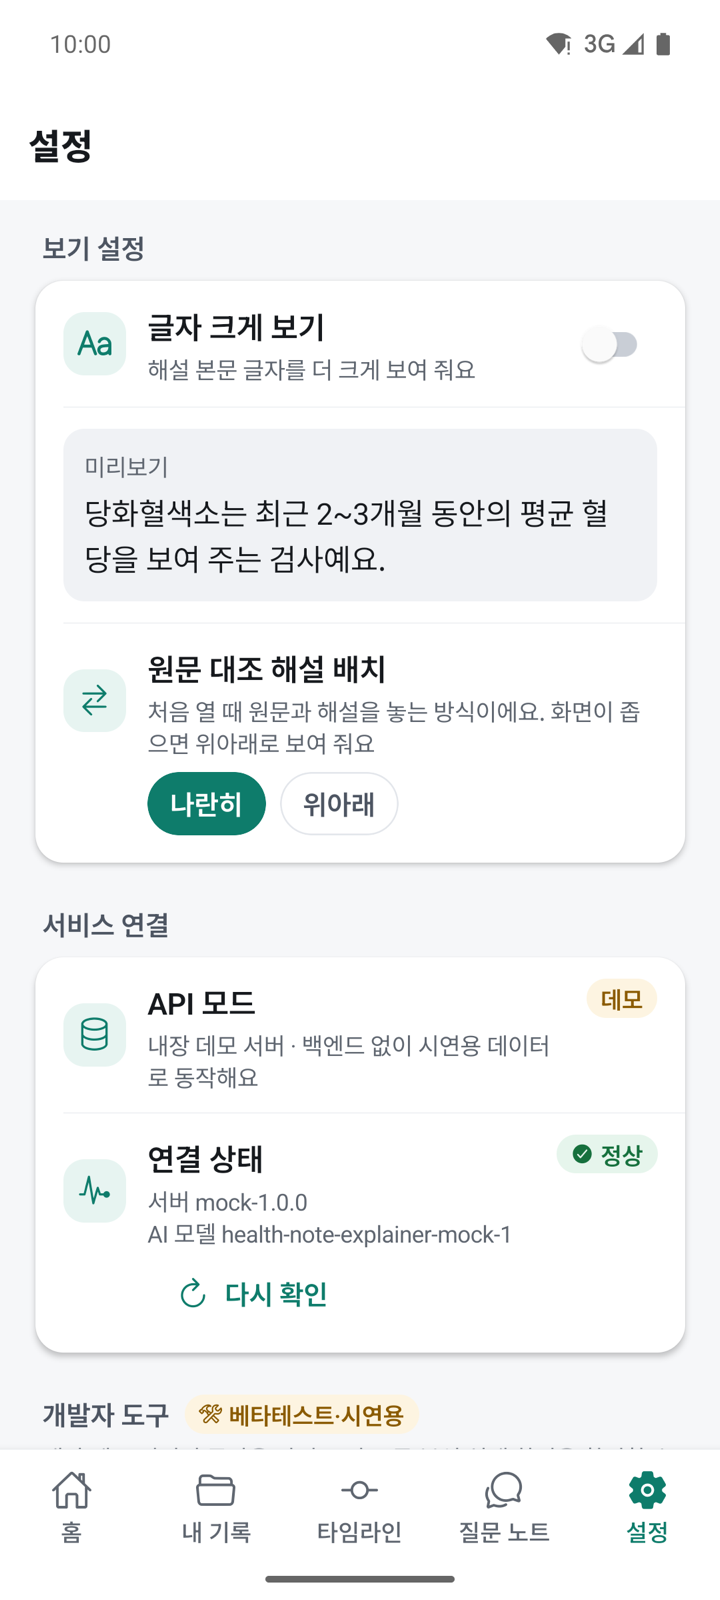 10:00
3G
설정
보기 설정
Aa
글자 크게 보기
해설 본문 글자를 더 크게 보여 줘요
미리보기
당화혈색소는 최근 2~3개월 동안의 평균 혈
당을 보여 주는 검사예요.
원문 대조 해설 배치
처음 열 때 원문과 해설을 놓는 방식이에요. 화면이 좁
으면 위아래로 보여 줘요
나란히
위아래
서비스 연결
API 모드
데모
내장 데모 서버 · 백엔드 없이 시연용 데이터
로 동작해요
연결 상태
정상
서버 mock-1.0.0
AI 모델 health-note-explainer-mock-1
다시 확인
개발자 도구
베타테스트·시연용
홈
내 기록
타임라인
질문 노트
설정